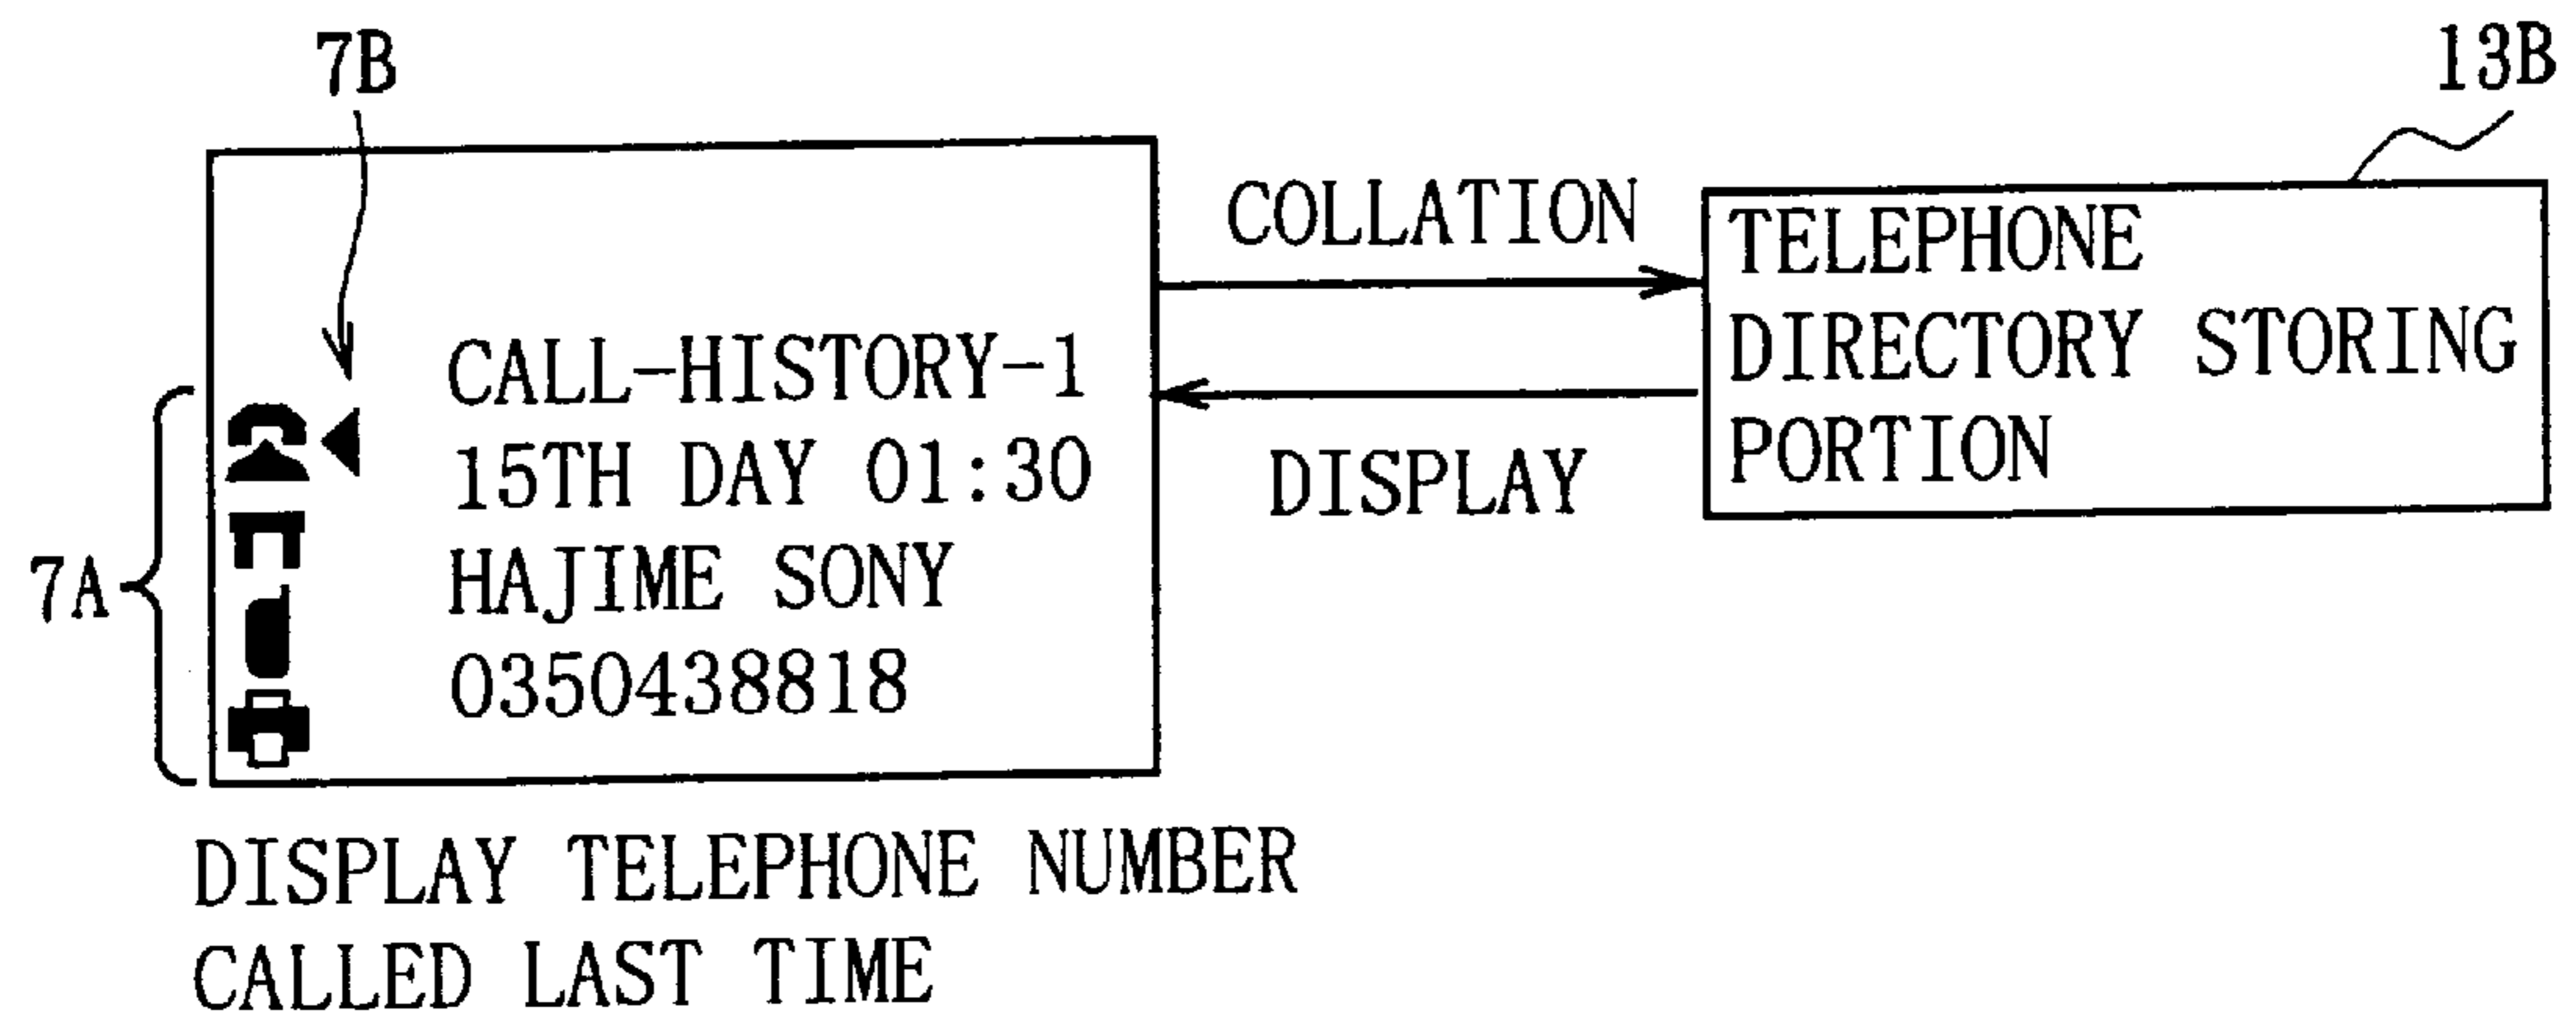 7B
13B
COLLATION
TELEPHONE
DIRECTORY STORING
PORTION
CALL-HISTORY-1
15TH DAY 01:30
HAJIME SONY
0350438818
DISPLAY
7A
DISPLAY TELEPHONE NUMBER
CALLED LAST TIME